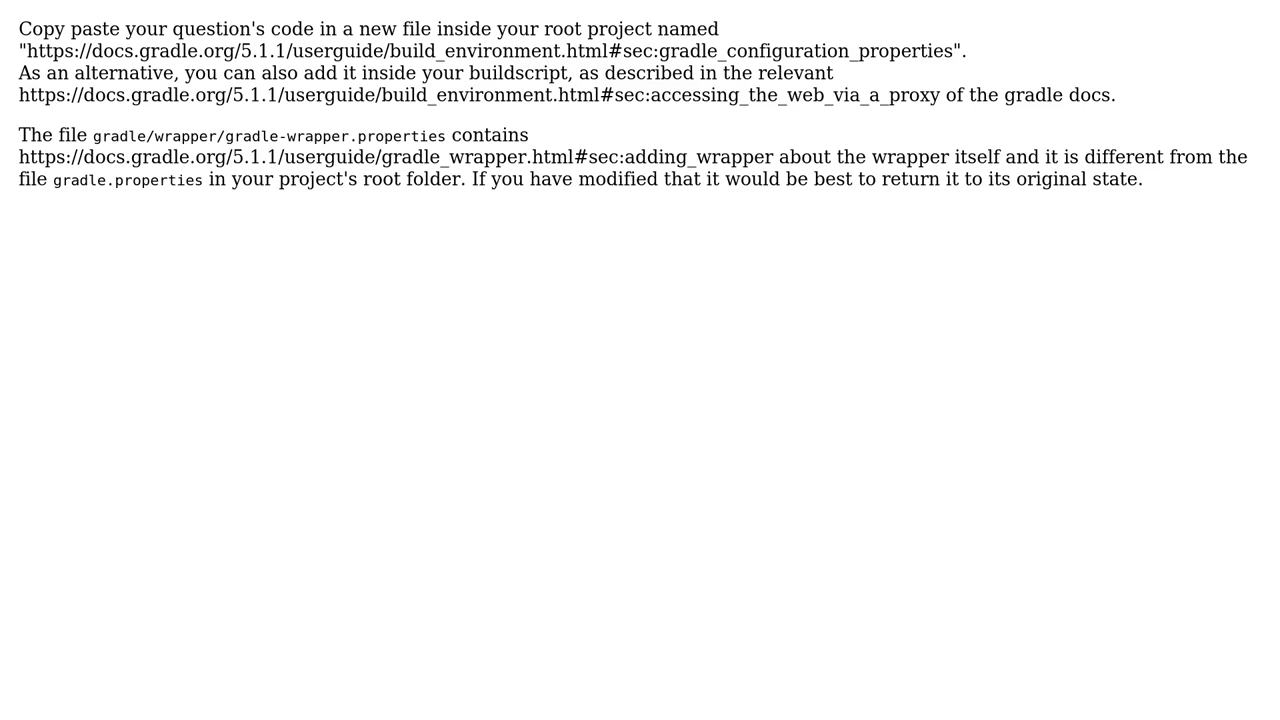 Copy paste your question's code in a new file inside your root project named
"https://docs.gradle.org/5.1.1/userguide/build_environment.html#sec:gradle_configuration_properties".
As an alternative, you can also add it inside your buildscript, as described in the relevant
https://docs.gradle.org/5.1.1/userguide/build_environment.html#sec:accessing_the_web_via_a_proxy of the gradle docs.
The file gradle/wrapper/gradle-wrapper.properties contains
https://docs.gradle.org/5.1.1/userguide/gradle_wrapper.html#sec:adding_wrapper about the wrapper itself and it is different from the
file gradle.properties in your project's root folder. If you have modified that it would be best to return it to its original state.